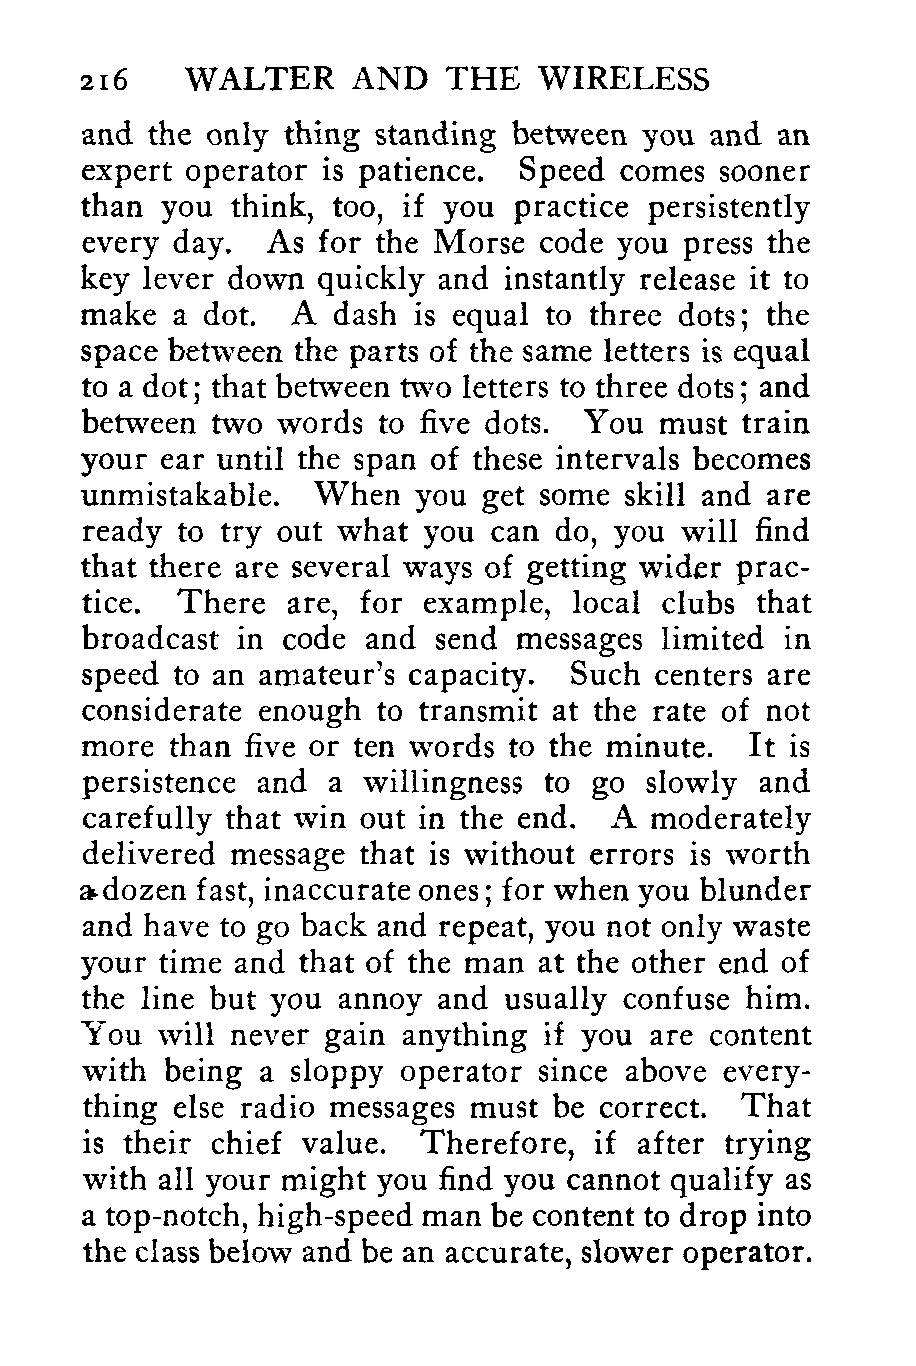 216 WALTER AND THE WIRELESS
and the only thing standing between you and an
expert operator is patience. Speed comes sooner
than you think, too, if you practice persistently
every day. As for the Morse code you press the
key lever down quickly and instantly release it to
make a dot. A dash is equal to three dots; the
space between the parts of the same letters is equal
to a dot; that between two letters to three dots; and
between two words to five dots. You must train
your ear until the span of these intervals becomes
unmistakable. When you get some skill and are
ready to try out what you can do, you will find
that there are several ways of getting wider prac-
tice. There are, for example, local clubs that
broadcast in code and send messages limited in
speed to an amateur's capacity. Such centers are
considerate enough to transmit at the rate of not
more than five or ten words to the minute. It is
persistence and a willingness to go slowly and
carefully that win out in the end. A moderately
delivered message that is without errors is worth
a dozen fast, inaccurate ones; for when you blunder
and have to go back and repeat, you not only waste
your time and that of the man at the other end of
the line but you annoy and usually confuse him.
You will never gain anything if you are content
with being a sloppy operator since above every-
thing else radio messages must be correct. That
is their chief value. Therefore, if after trying
with all your might you find you cannot qualify as
a top-notch, high-speed man be content to drop into
the class below and be an accurate, slower operator.